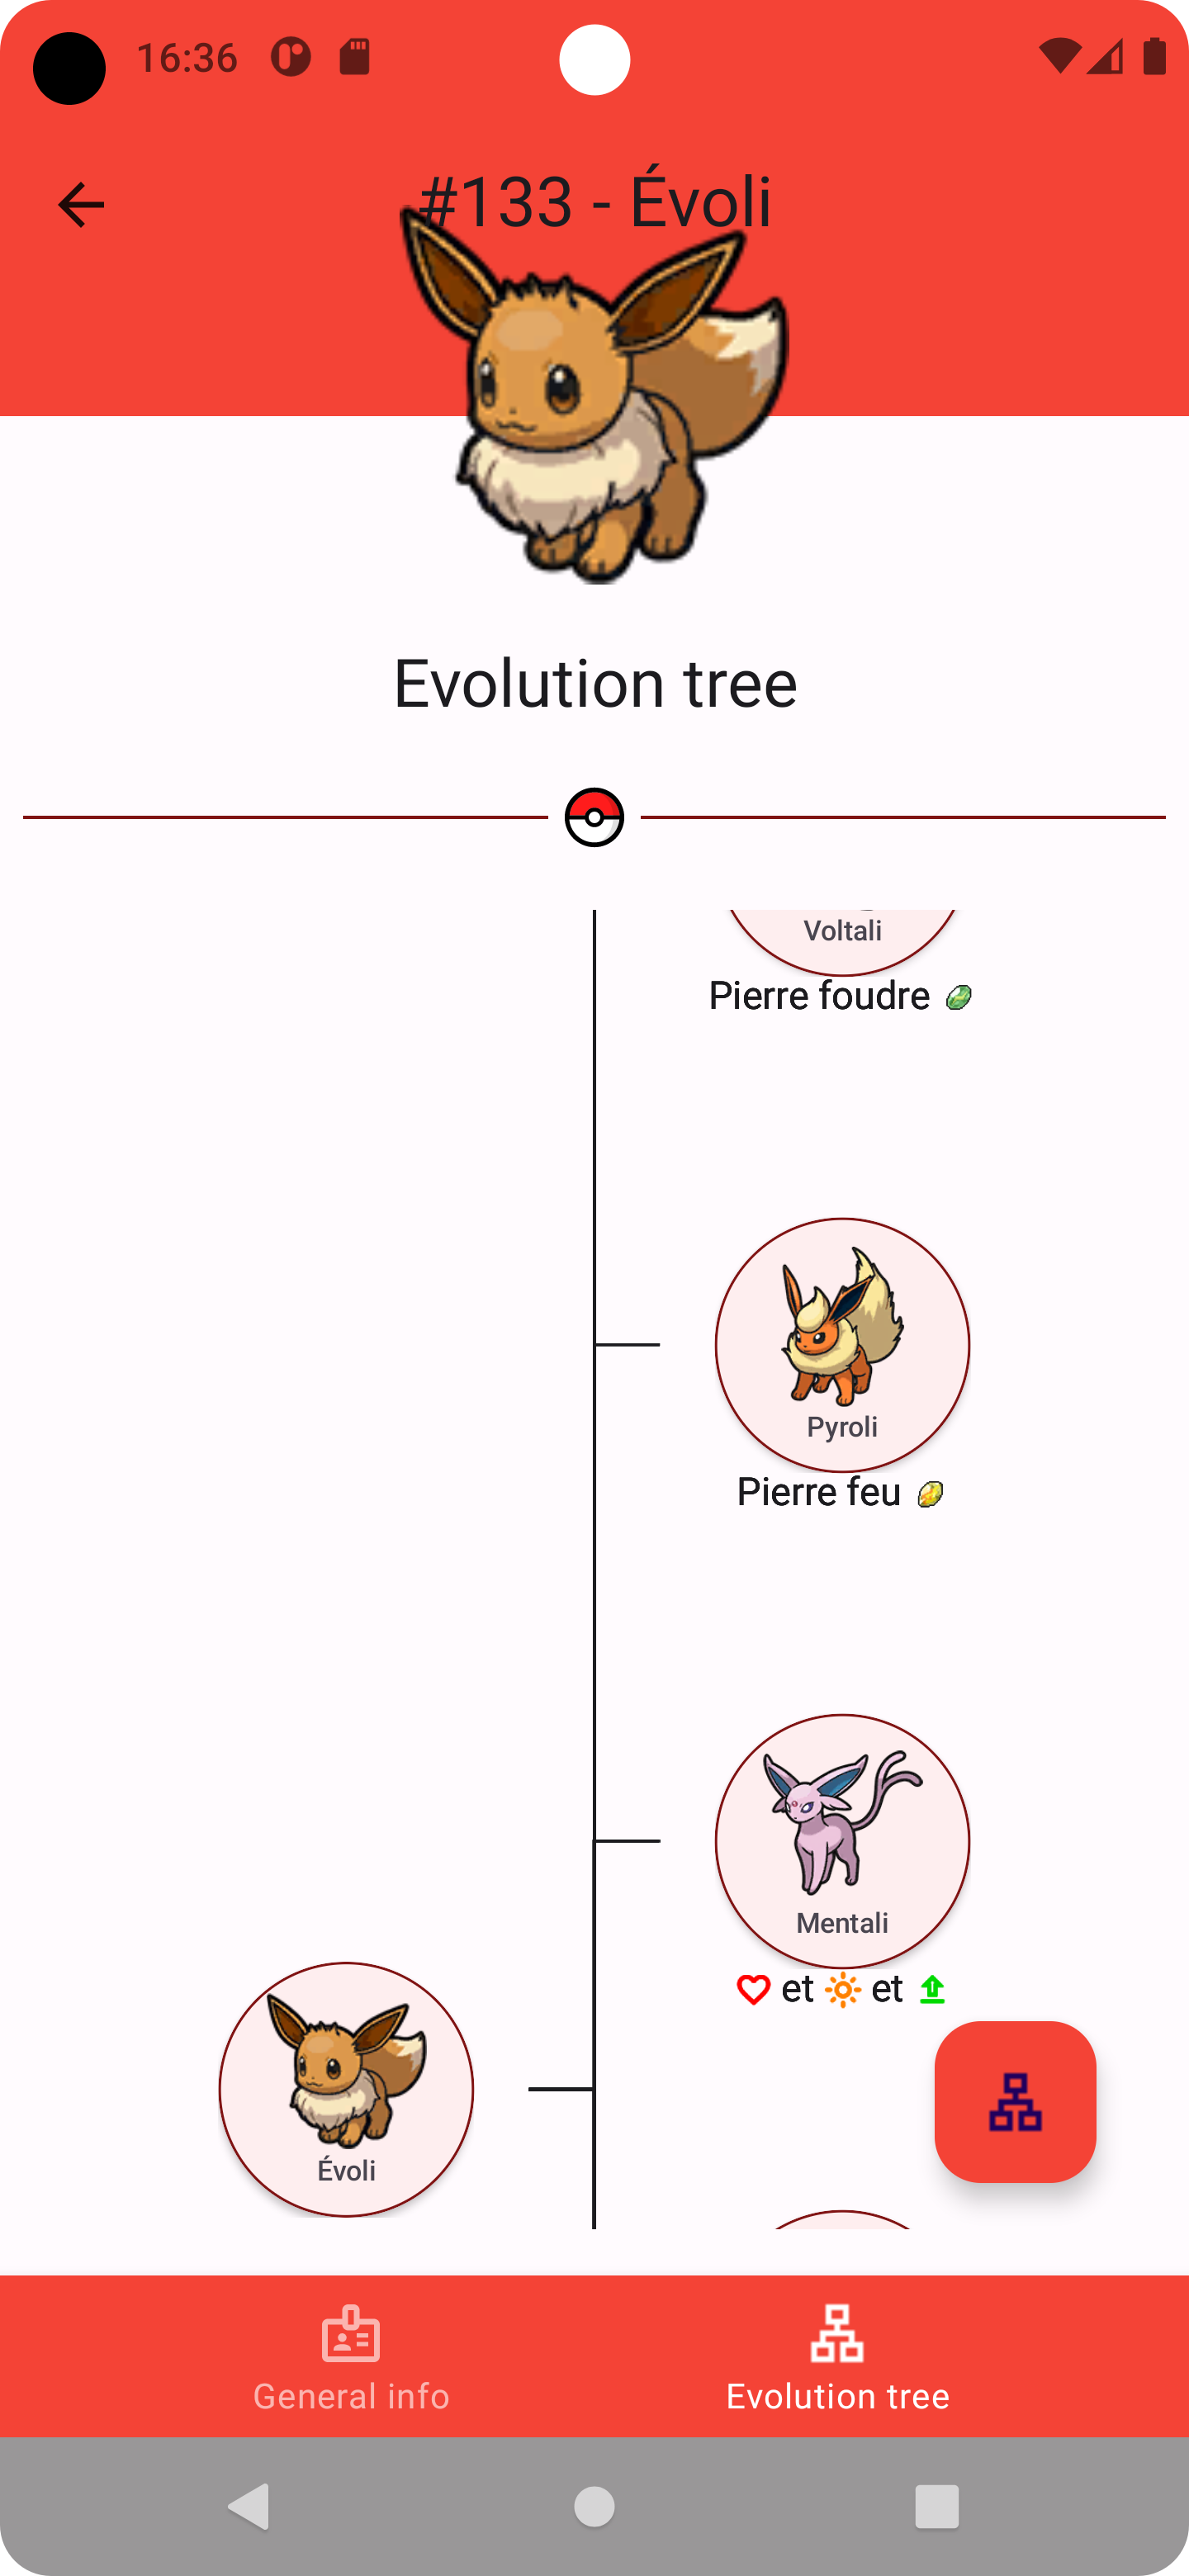 16:36
#133 - Évoli
Evolution tree
Voltali
Pierre foudre
Pyroli
Pierre feu
Mentali
et et
Évoli
General info
Evolution tree